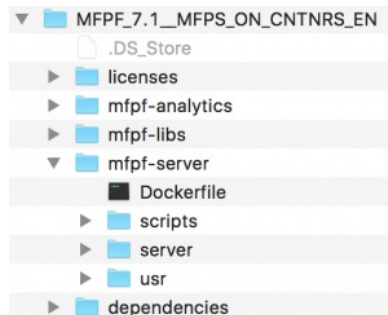 MFPF_7.1__MFPS_ON_CNTNRS_EN
.DS_Store
licenses
mfpf-analytics
mfpf-libs
mfpf-server
Dockerfile
scripts
server
usr
dependencies